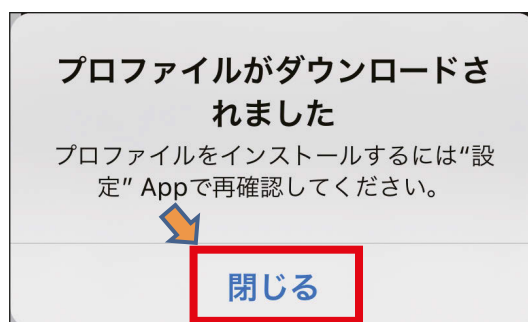 プロファイルがダウンロードさ
れました
プロファイルをインストールするには“設
定” Appで再確認してください。
閉じる